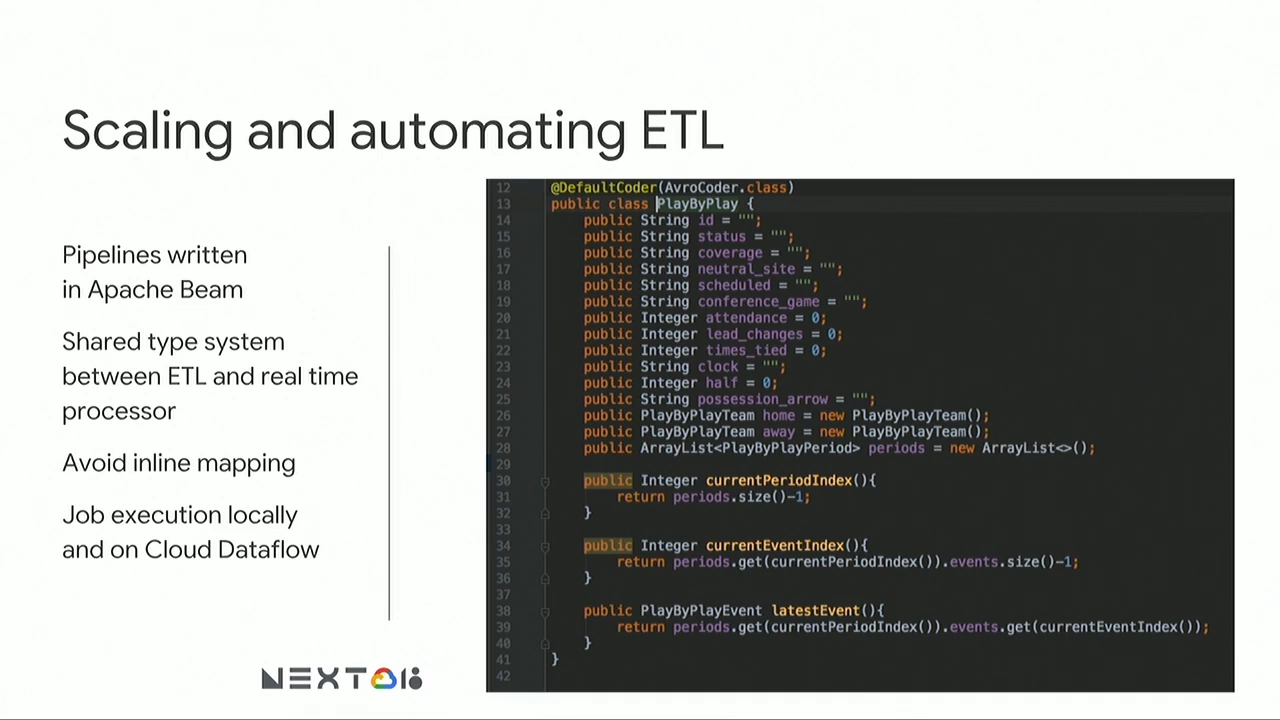 Scaling and automating ETL
Pipelines written
in Apache Beam
Shared type system
between ETL and real time
processor
Avoid inline mapping
Job execution locally
and on Cloud Dataflow
12 @DefaultCoder(AvroCoder.class)
13 public class PlayByPlay {
14     public String id = "";
15     public String status = "";
16     public String coverage = "";
17     public String neutral_site = "";
18     public String scheduled = "";
19     public String conference_game = "";
20     public Integer attendance = 0;
21     public Integer lead_changes = 0;
22     public Integer times_tied = 0;
23     public String clock = "";
24     public Integer half = 0;
25     public String possession_arrow = "";
26     public PlayByPlayTeam home = new PlayByPlayTeam();
27     public PlayByPlayTeam away = new PlayByPlayTeam();
28     public ArrayList<PlayByPlayPeriod> periods = new ArrayList<>();
29
30     public Integer currentPeriodIndex(){
31         return periods.size()-1;
32     }
33
34     public Integer currentEventIndex(){
35         return periods.get(currentPeriodIndex()).events.size()-1;
36     }
37
38     public PlayByPlayEvent latestEvent(){
39         return periods.get(currentPeriodIndex()).events.get(currentEventIndex());
40     }
41 }
42
NEXT 18